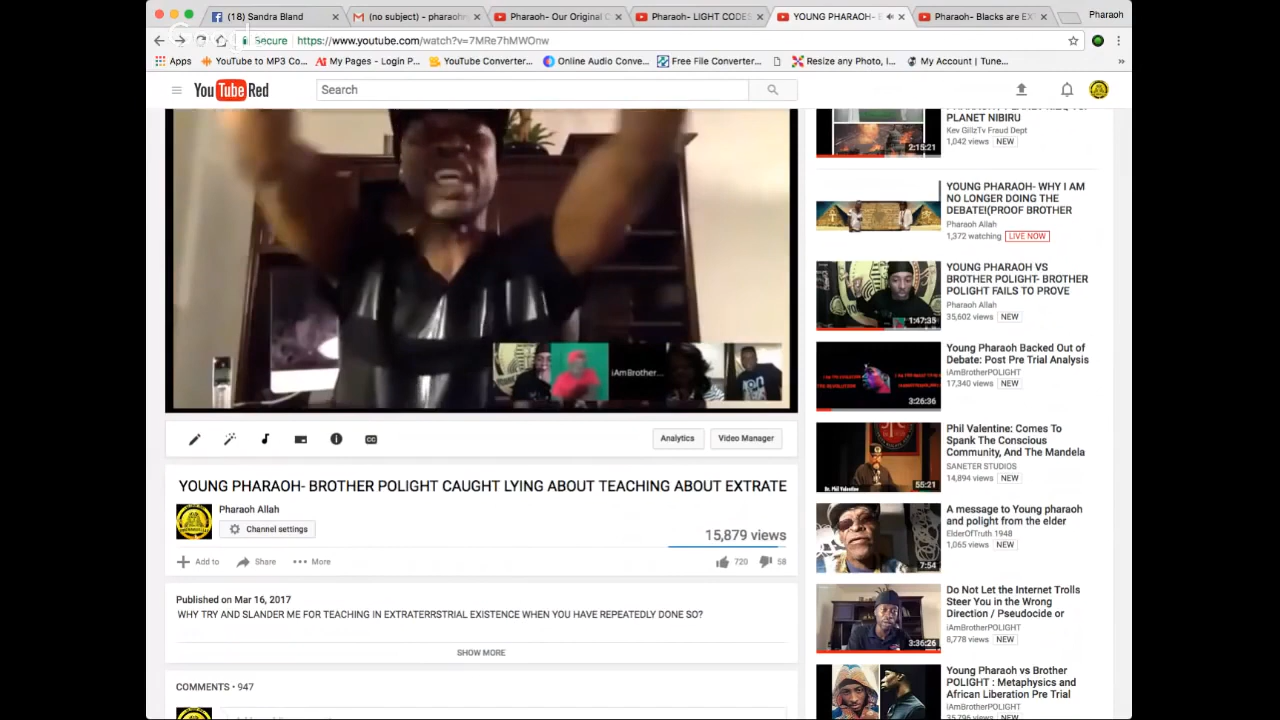 (18) Sandra Bland
(no subject) - pharaohn
Pharaoh- Our Original C
Pharaoh- LIGHT CODES
YOUNG PHARAOH- B
Pharaoh- Blacks are EX
Pharaoh
Secure
https://www.youtube.com/watch?v=7MRe7hMWOnw
Apps
YouTube to MP3 Co...
My Pages - Login P...
YouTube Converter...
Online Audio Conve...
Free File Converter...
Resize any Photo, I...
My Account | Tune...
»
YouTube Red
Search
PLANET NIBIRU
Kev GillzTv Fraud Dept
1,042 views NEW
2:15:21
YOUNG PHARAOH- WHY I AM
NO LONGER DOING THE
DEBATE!(PROOF BROTHER
Pharaoh Allah
1,372 watching LIVE NOW
YOUNG PHARAOH VS
BROTHER POLIGHT- BROTHER
POLIGHT FAILS TO PROVE
Pharaoh Allah
35,602 views NEW
1:47:35
iAmBrother...
Young Pharaoh Backed Out of
Debate: Post Pre Trial Analysis
iAmBrotherPOLIGHT
17,340 views NEW
3:26:36
Phil Valentine: Comes To
Spank The Conscious
Community, And The Mandela
SANETER STUDIOS
14,894 views NEW
Dr. Phil Valentine
55:21
Analytics
Video Manager
YOUNG PHARAOH- BROTHER POLIGHT CAUGHT LYING ABOUT TEACHING ABOUT EXTRATE
Pharaoh Allah
Channel settings
15,879 views
Add to
Share
More
720
58
A message to Young pharaoh
and polight from the elder
ElderOfTruth 1948
1,065 views NEW
7:54
Published on Mar 16, 2017
WHY TRY AND SLANDER ME FOR TEACHING IN EXTRATERRSTRIAL EXISTENCE WHEN YOU HAVE REPEATEDLY DONE SO?
SHOW MORE
Do Not Let the Internet Trolls
Steer You in the Wrong
Direction / Pseudocide or
iAmBrotherPOLIGHT
8,778 views NEW
3:36:26
COMMENTS • 947
Young Pharaoh vs Brother
POLIGHT : Metaphysics and
African Liberation Pre Trial
iAmBrotherPOLIGHT
35,796 views NEW